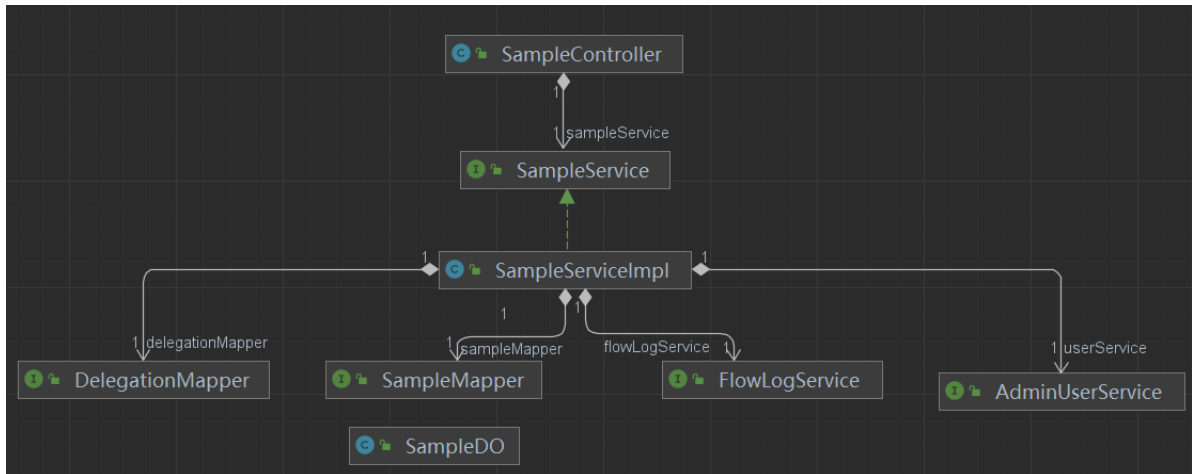 C SampleController
1
1 sampleService
I SampleService
1 C SampleServiceImpl 1
1 1
1 delegationMapper 1 sampleMapper flowLogService 1 1 userService
I DelegationMapper I SampleMapper I FlowLogService I AdminUserService
C SampleDO